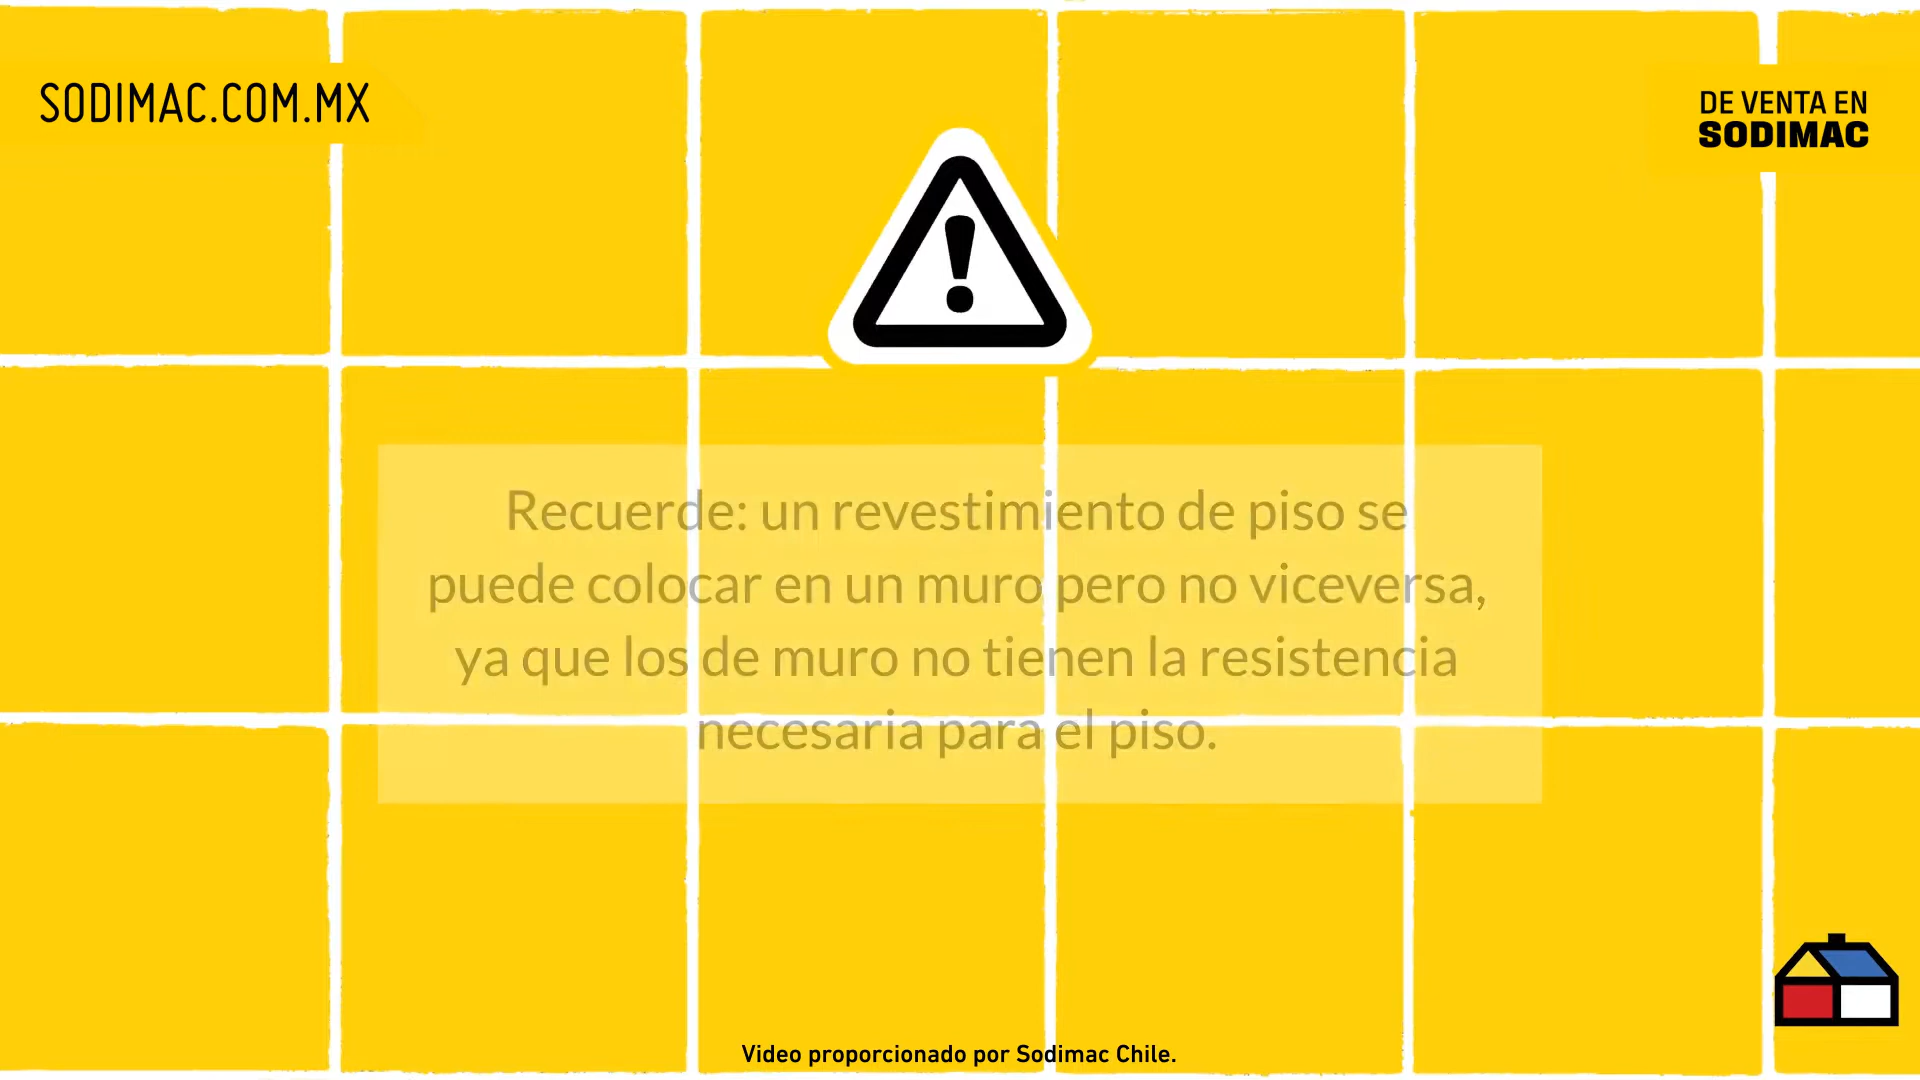 SODIMAC.COM.MX
DE VENTA EN
SODIMAC
Recuerde: un revestimiento de piso se
puede colocar en un muro pero no viceversa,
ya que los de muro no tienen la resistencia
necesaria para el piso.
Video proporcionado por Sodimac Chile.